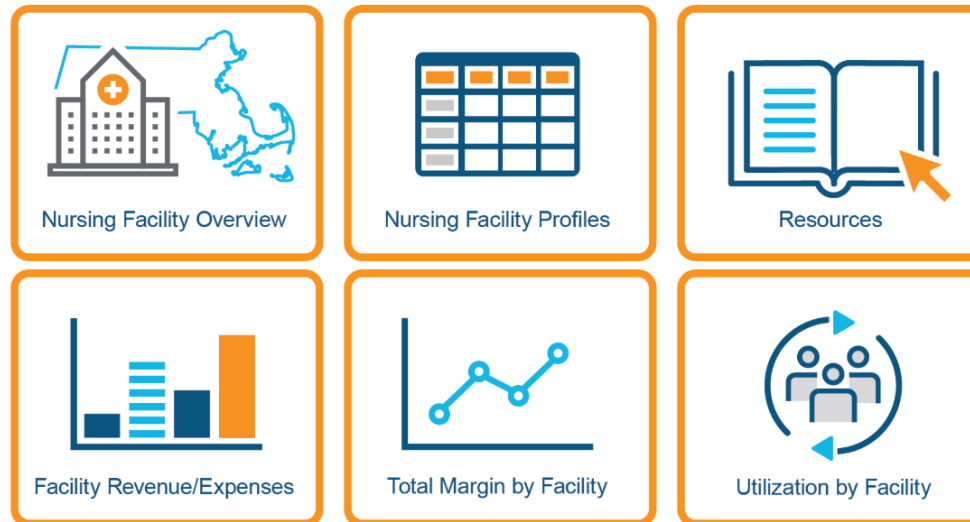 Nursing Facility Overview
Nursing Facility Profiles
Resources
Facility Revenue/Expenses
Total Margin by Facility
Utilization by Facility